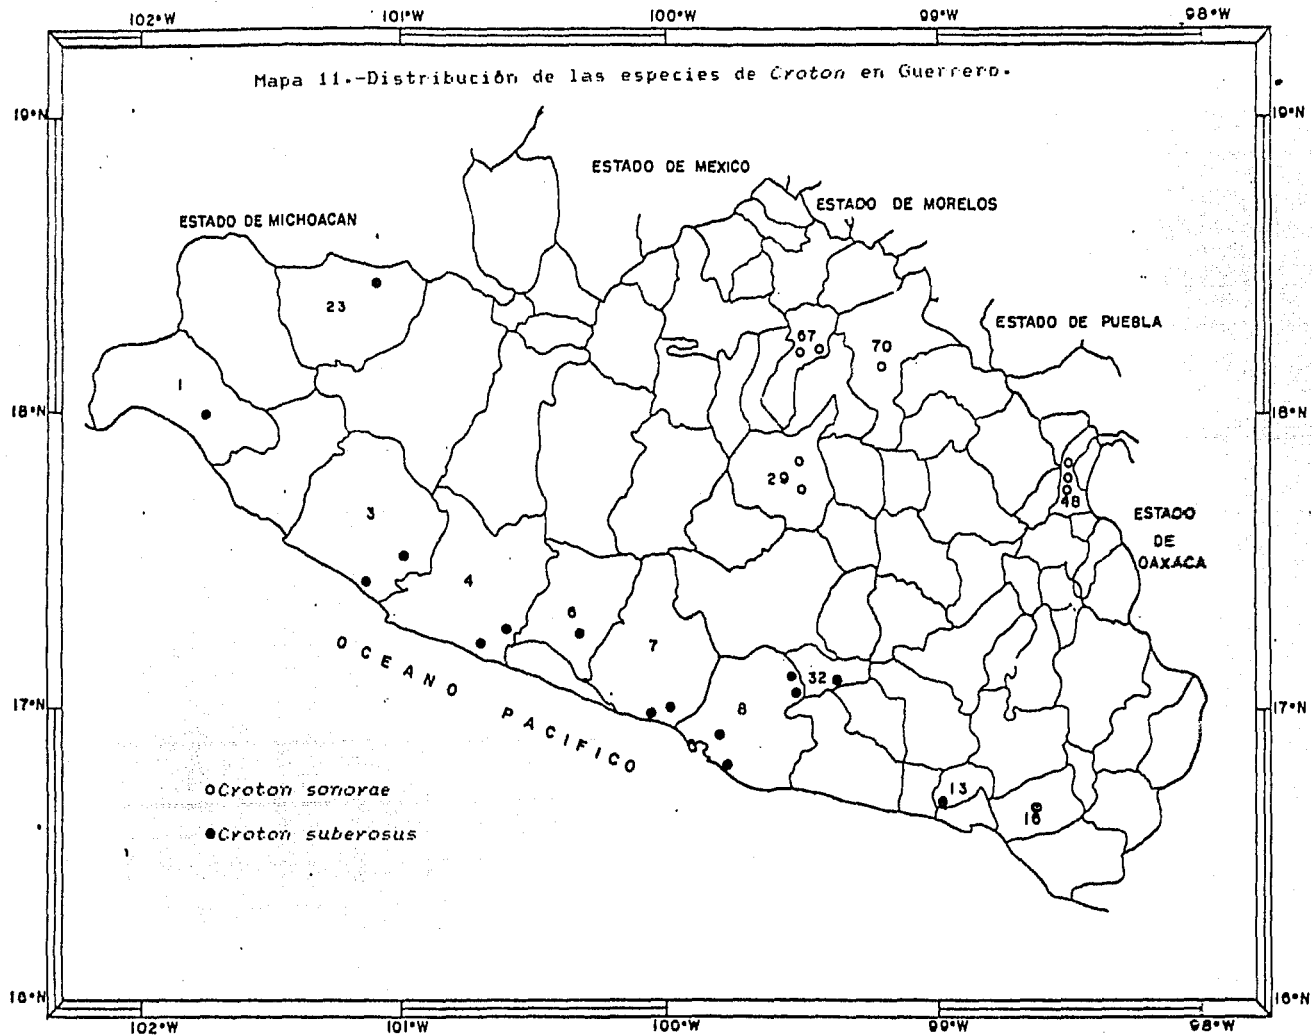 102°W 101°W 100°W 99°W 98°W
Mapa 11.-Distribución de las especies de Croton en Guerrero.
19°N 19°N
ESTADO DE MEXICO
ESTADO DE MORELOS
ESTADO DE MICHOACAN
23
ESTADO DE PUEBLA
67
70
1
18°N 18°N
29
48
3
ESTADO
DE
OAXACA
4
6
7
OCEANO PACIFICO
32
8
17°N 17°N
13
16
Croton sonorae
Croton suberosus
16°N 16°N
102°W 101°W 100°W 99°W 98°W